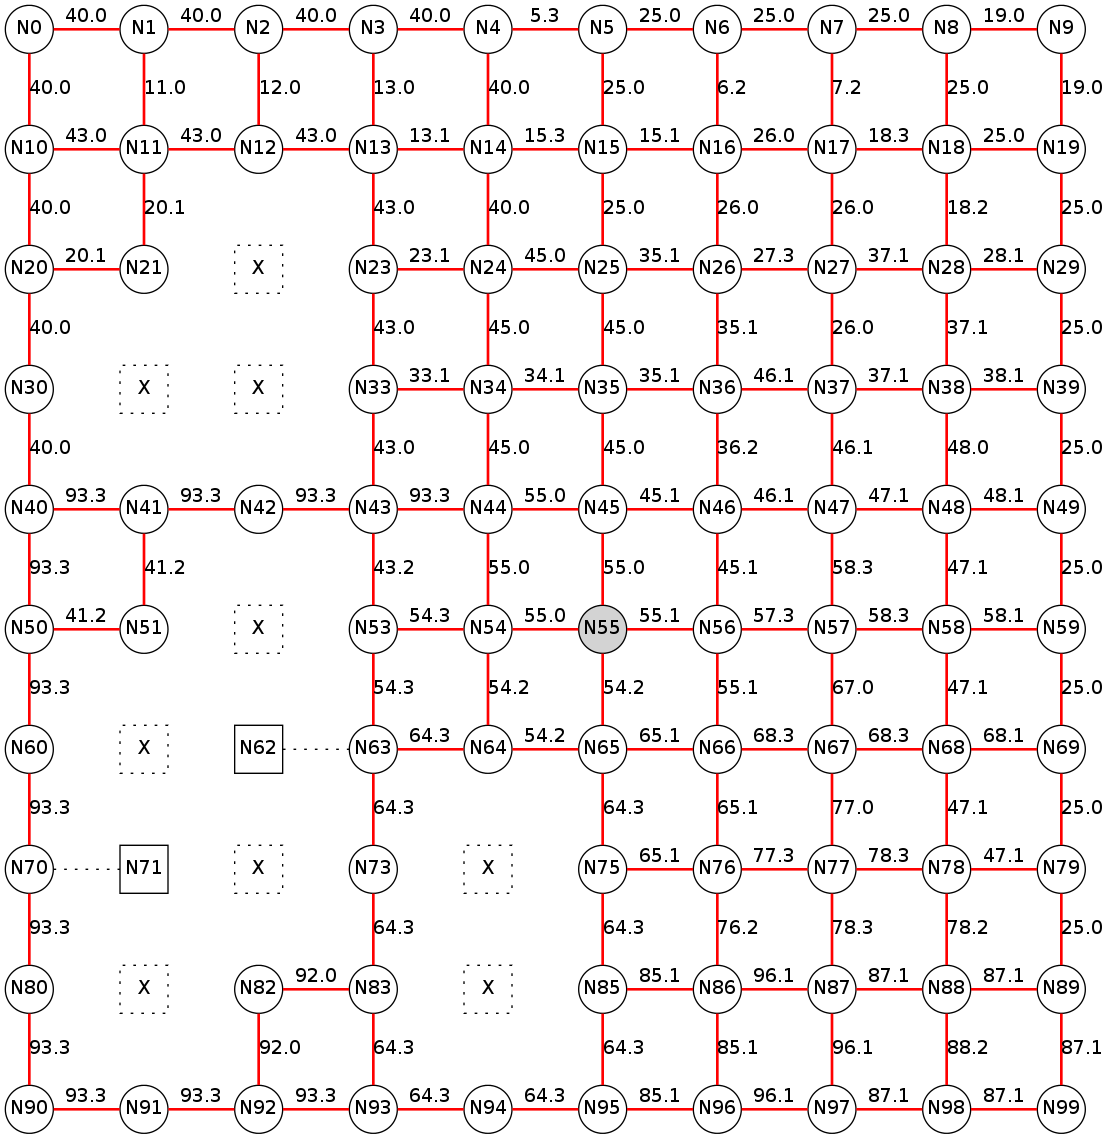 40.0 40.0 40.0 40.0 5.3 25.0 25.0 25.0 19.0
N0 N1 N2 N3 N4 N5 N6 N7 N8 N9
40.0 11.0 12.0 13.0 40.0 25.0 6.2 7.2 25.0 19.0
43.0 43.0 43.0 13.1 15.3 15.1 26.0 18.3 25.0
N10 N11 N12 N13 N14 N15 N16 N17 N18 N19
40.0 20.1 43.0 40.0 25.0 26.0 26.0 18.2 25.0
20.1 23.1 45.0 35.1 27.3 37.1 28.1
N20 N21 X N23 N24 N25 N26 N27 N28 N29
40.0 43.0 45.0 45.0 35.1 26.0 37.1 25.0
33.1 34.1 35.1 46.1 37.1 38.1
N30 X X N33 N34 N35 N36 N37 N38 N39
40.0 43.0 45.0 45.0 36.2 46.1 48.0 25.0
93.3 93.3 93.3 93.3 55.0 45.1 46.1 47.1 48.1
N40 N41 N42 N43 N44 N45 N46 N47 N48 N49
93.3 41.2 43.2 55.0 55.0 45.1 58.3 47.1 25.0
41.2 54.3 55.0 55.1 57.3 58.3 58.1
N50 N51 X N53 N54 N55 N56 N57 N58 N59
93.3 54.3 54.2 54.2 55.1 67.0 47.1 25.0
64.3 54.2 65.1 68.3 68.3 68.1
N60 X N62 N63 N64 N65 N66 N67 N68 N69
93.3 64.3 64.3 65.1 77.0 47.1 25.0
65.1 77.3 78.3 47.1
N70 N71 X N73 X N75 N76 N77 N78 N79
93.3 64.3 64.3 76.2 78.3 78.2 25.0
92.0 85.1 96.1 87.1 87.1
N80 X N82 N83 X N85 N86 N87 N88 N89
93.3 92.0 64.3 64.3 85.1 96.1 88.2 87.1
93.3 93.3 93.3 64.3 64.3 85.1 96.1 87.1 87.1
N90 N91 N92 N93 N94 N95 N96 N97 N98 N99